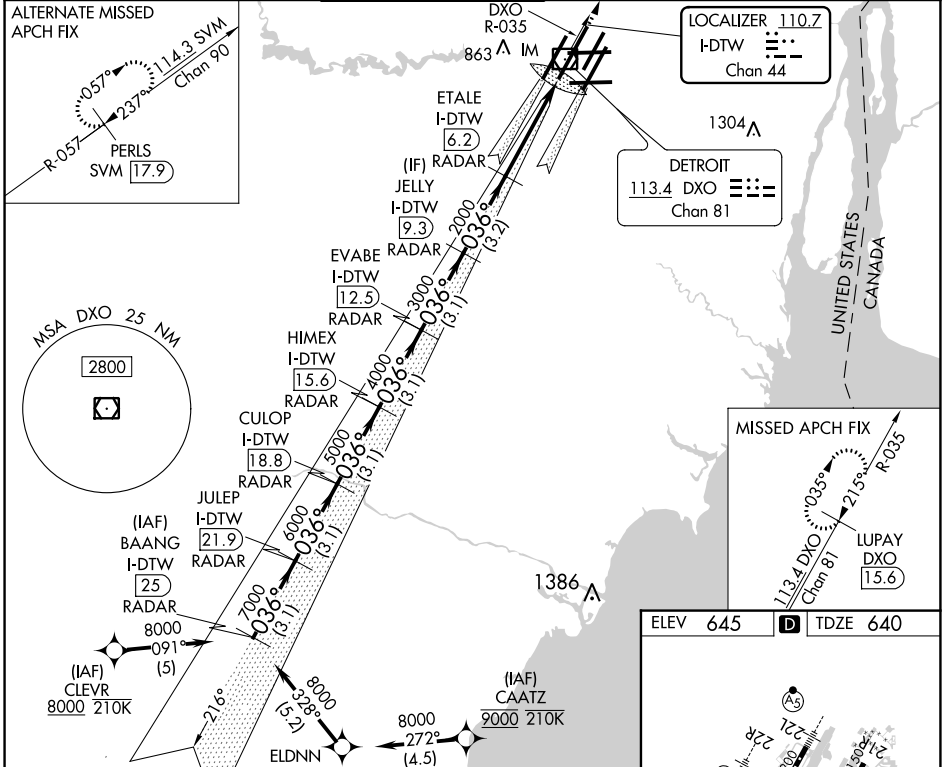 ALTERNATE MISSED
APCH FIX
057°
237°
114.3 SVM
Chan 90
R-057
PERLS
SVM 17.9
DXO
R-035
863
IM
LOCALIZER 110.7
I-DTW
Chan 44
1304
DETROIT
113.4 DXO
Chan 81
ETALE
I-DTW
6.2
RADAR
(IF)
JELLY
I-DTW
9.3
RADAR
2000
036°
(3.2)
EVABE
I-DTW
12.5
RADAR
3000
036°
(3.1)
HIMEX
I-DTW
15.6
RADAR
4000
036°
(3.1)
CULOP
I-DTW
18.8
RADAR
5000
036°
(3.1)
JULEP
I-DTW
21.9
RADAR
6000
036°
(3.1)
(IAF)
BAANG
I-DTW
25
RADAR
7000
036°
(3.1)
MSA DXO 25 NM
2800
UNITED STATES
CANADA
MISSED APCH FIX
035°
215°
R-035
113.4 DXO
Chan 81
LUPAY
DXO
15.6
1386
8000
091°
(5)
(IAF)
CLEVR
8000 210K
216°
8000
328°
(5.2)
ELDNN
8000
272°
(4.5)
(IAF)
CAATZ
9000 210K
ELEV 645
D
TDZE 640
A5
22R
22L
21R